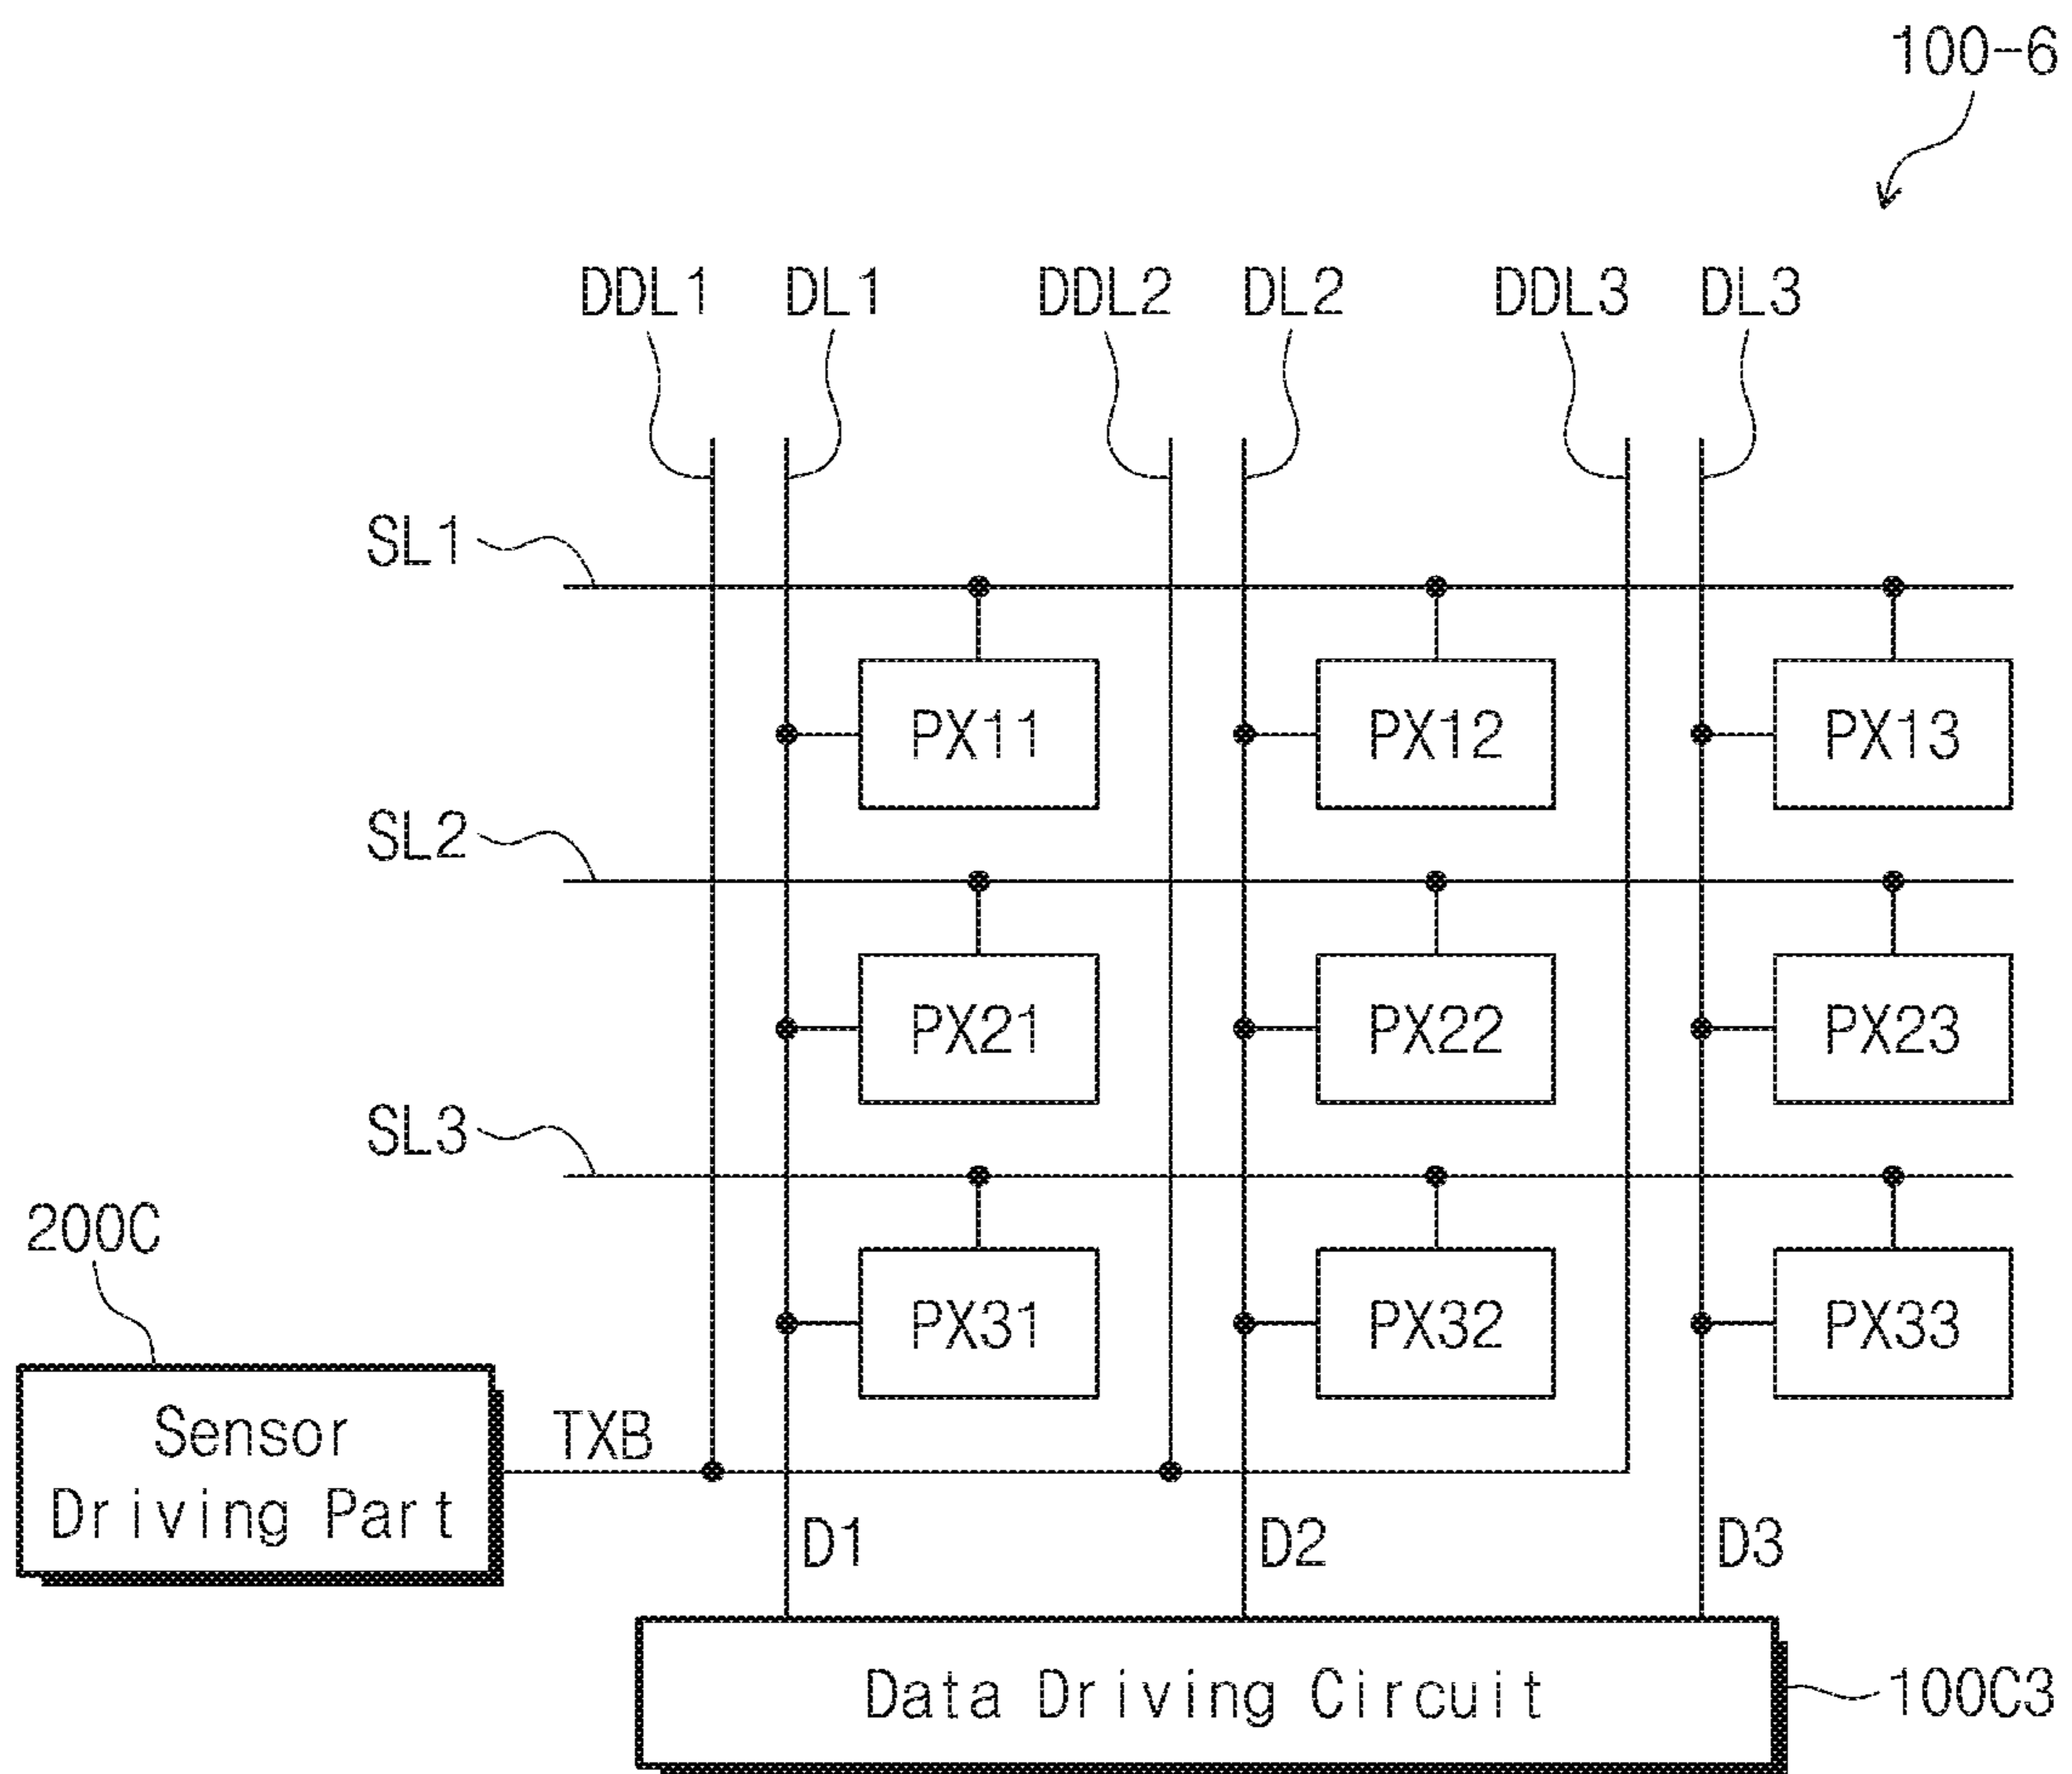 100-6
DDL1 DL1 DDL2 DL2 DDL3 DL3
SL1
PX11 PX12 PX13
SL2
PX21 PX22 PX23
SL3
200C
PX31 PX32 PX33
Sensor
Driving Part
TXB
D1 D2 D3
Data Driving Circuit
100C3